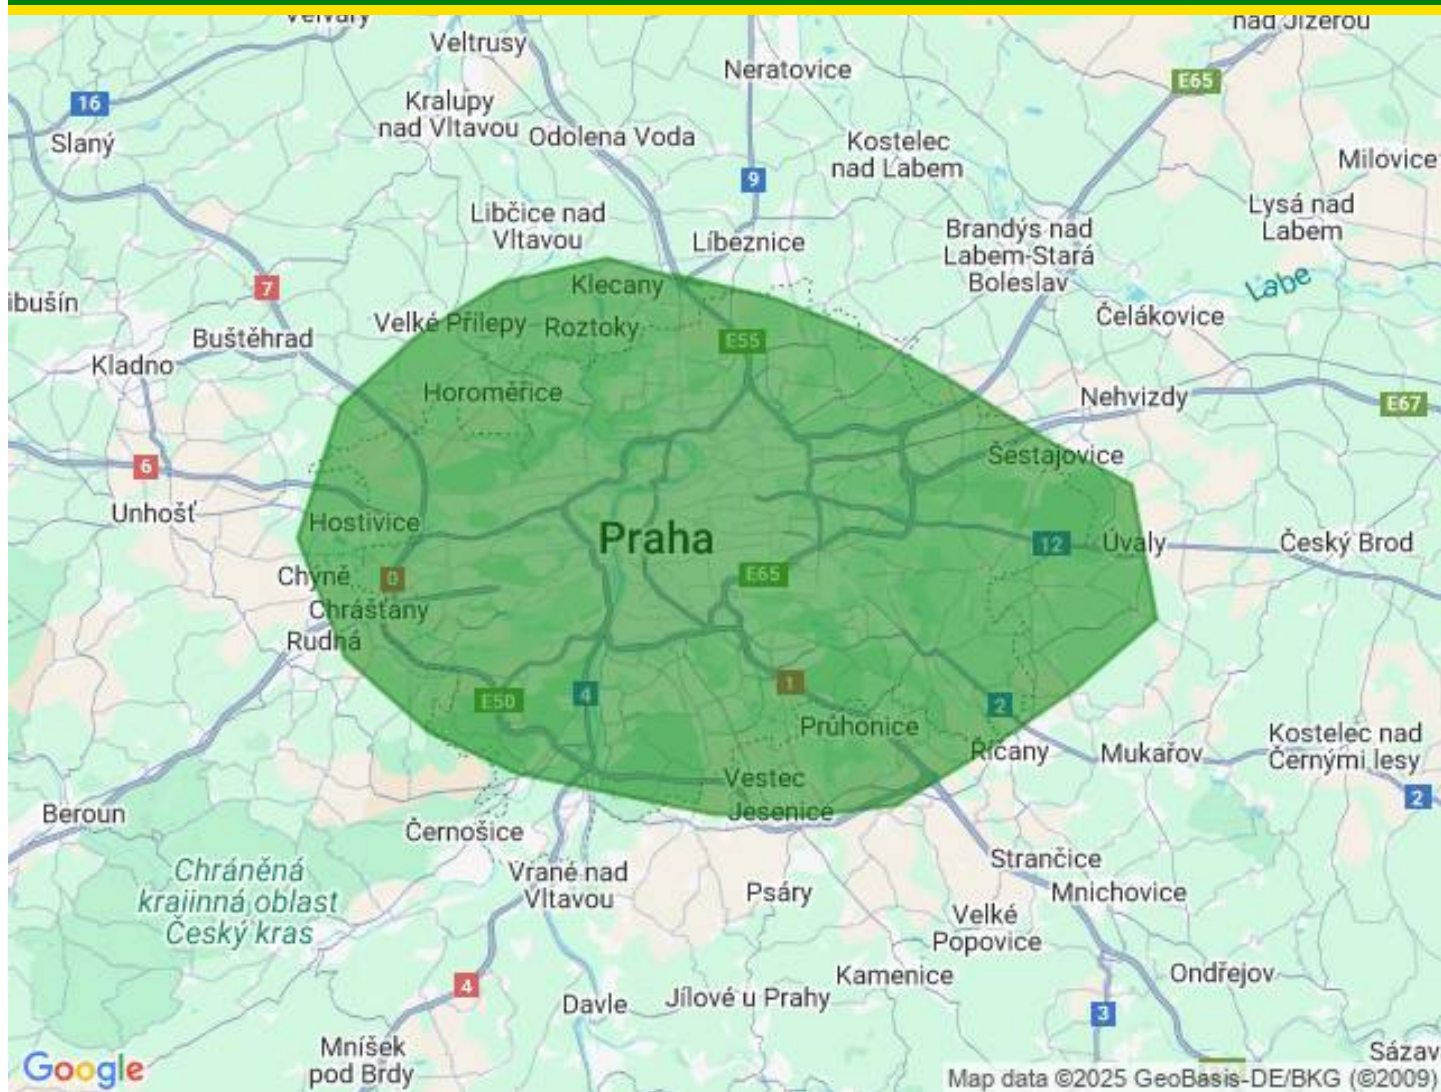 Velvary
nad Jizerou
Veltrusy
Neratovice
E65
16
Kralupy
nad Vltavou
Odolena Voda
Slaný
Kostelec
nad Labem
Milovice
9
Libčice nad
Vltavou
Líbeznice
Brandýs nad
Labem-Stará
Boleslav
Lysá nad
Labem
Labe
7
Klecany
ibušín
Čelákovice
Velké Přílepy
Roztoky
Buštěhrad
E55
Kladno
Horoměřice
Nehvizdy
E67
6
Šestajovice
Unhošť
Hostivice
Praha
12
Úvaly
Český Brod
Chýně
0
E65
Chrášťany
Rudná
E50
4
1
2
Průhonice
Říčany
Mukařov
Kostelec nad
Černými lesy
Vestec
2
Beroun
Jesenice
Černošice
Chráněná
krajinná oblast
Český kras
Vrané nad
Vltavou
Psáry
Strančice
Mnichovice
Velké
Popovice
Kamenice
Ondřejov
4
Davle
Jílové u Prahy
3
Mníšek
pod Brdy
Sázav
Google
Map data ©2025 GeoBasis-DE/BKG (©2009)